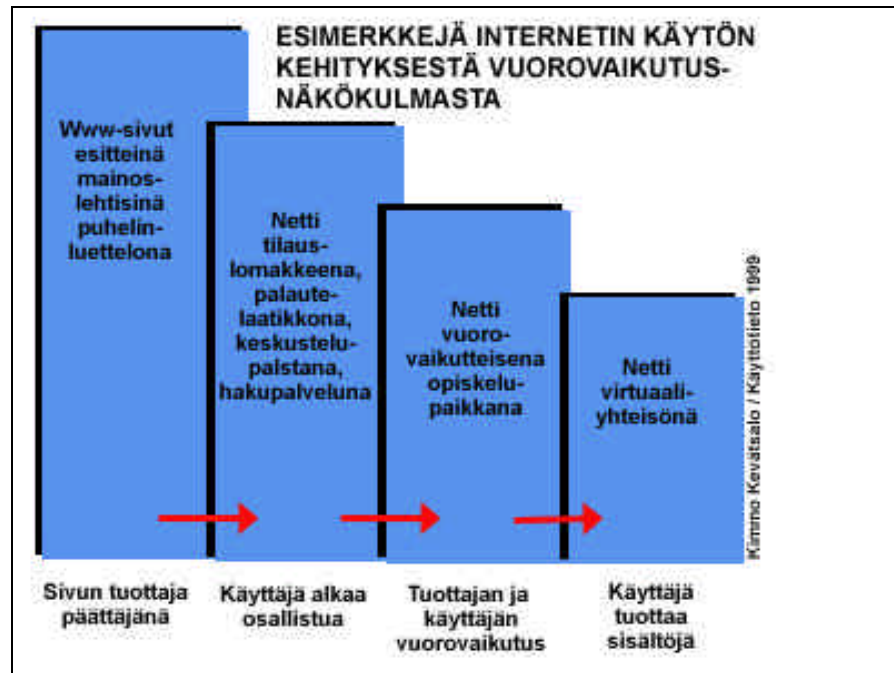 ESIMERKKEJÄ INTERNETIN KÄYTÖN
KEHITYKSESTÄ VUOROVAIKUTUS-
NÄKÖKULMASTA
Www-sivut
esitteinä
mainos-
lehtisinä
puhelin-
luettelona
Netti
tilaus-
lomakkeena,
palaute-
laatikkona,
keskustelu-
palstana,
hakupalveluna
Netti
vuoro-
vaikutteisena
opiskelu-
paikkana
Netti
virtuaali-
yhteisönä
Kimmo Kevätsalo / Käyttötieto 1999
Sivun tuottaja
päättäjänä
Käyttäjä alkaa
osallistua
Tuottajan ja
käyttäjän
vuorovaikutus
Käyttäjä
tuottaa
sisältöjä